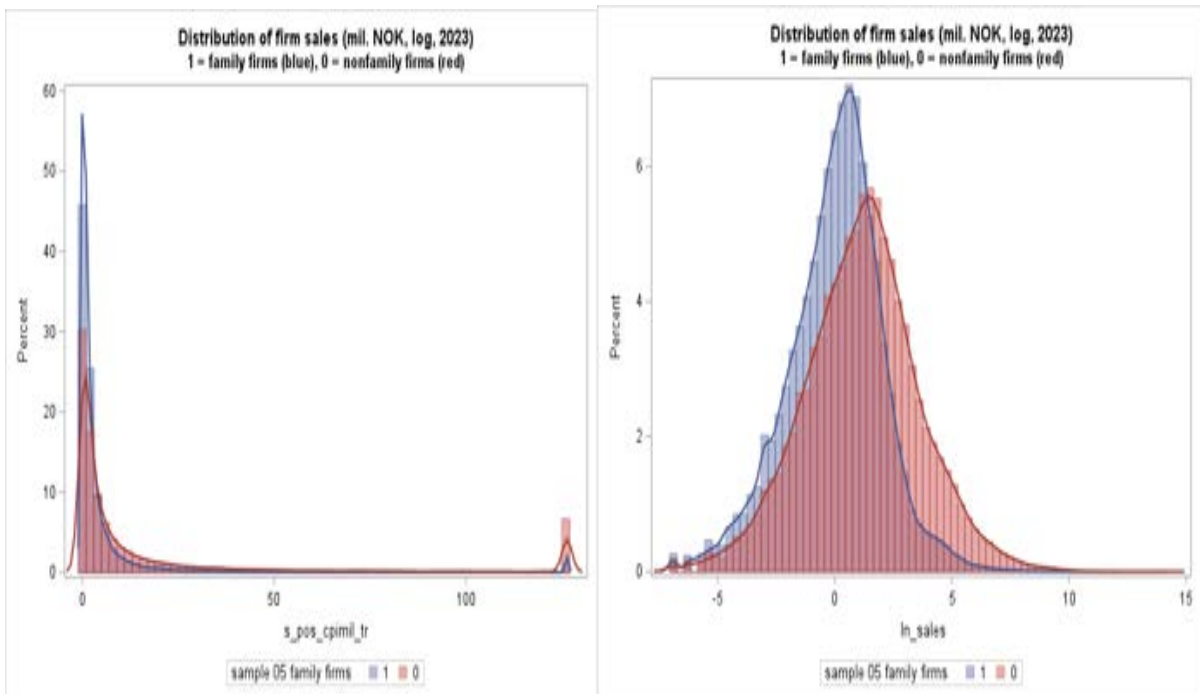 Distribution of firm sales (mil. NOK, log, 2023)
1 = family firms (blue), 0 = nonfamily firms (red)
60
50
40
30
20
10
0
Percent
0 50 100
s_pos_cpimil_tr
sample 05 family firms 1 0
Distribution of firm sales (mil. NOK, log, 2023)
1 = family firms (blue), 0 = nonfamily firms (red)
6
4
2
0
Percent
-5 0 5 10 15
ln_sales
sample 05 family firms 1 0